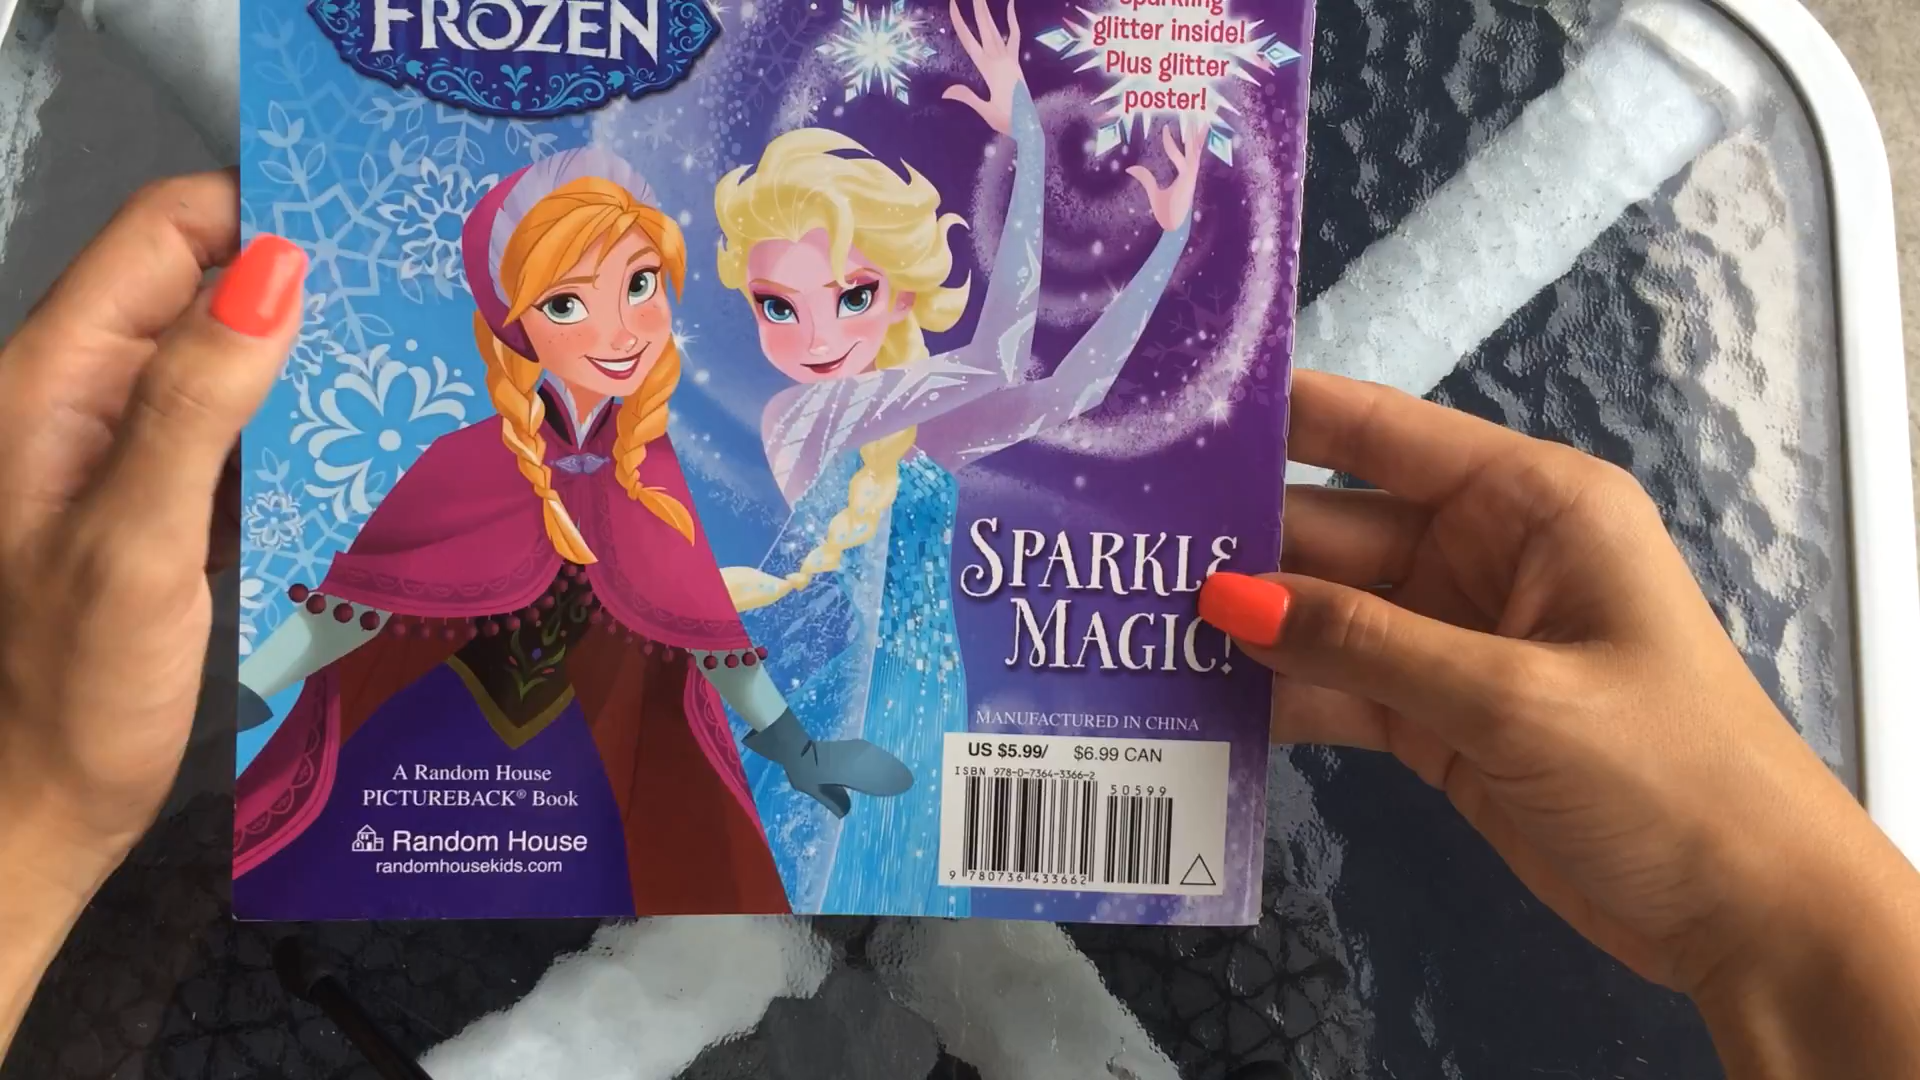 FROZEN
Sparkling
glitter inside!
Plus glitter
poster!
SPARKLE
MAGIC!
MANUFACTURED IN CHINA
US $5.99/ $6.99 CAN
ISBN 978-0-7364-3366-2
50599
9 780736 433662
A Random House
PICTUREBACK® Book
Random House
randomhousekids.com